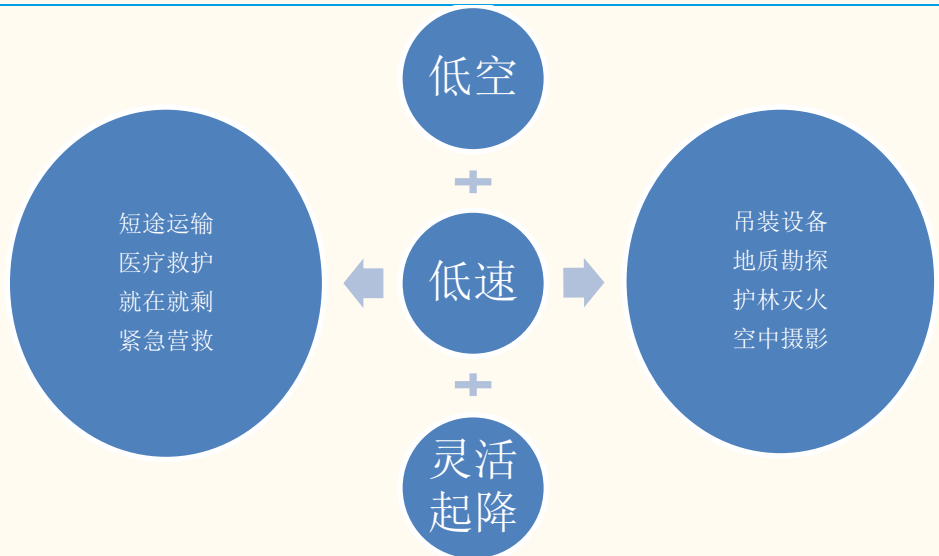 低空
短途运输
医疗救护
就在就剩
紧急营救
低速
吊装设备
地质勘探
护林灭火
空中摄影
灵活
起降